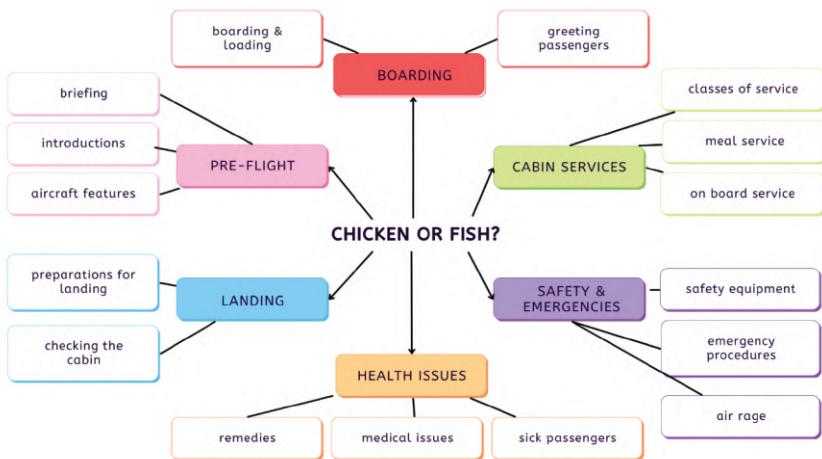 boarding &
loading
greeting
passengers
BOARDING
briefing
introductions
aircraft features
PRE-FLIGHT
classes of service
meal service
on board service
CABIN SERVICES
CHICKEN OR FISH?
preparations for
landing
checking the
cabin
LANDING
SAFETY &
EMERGENCIES
safety equipment
emergency
procedures
air rage
HEALTH ISSUES
remedies
medical issues
sick passengers